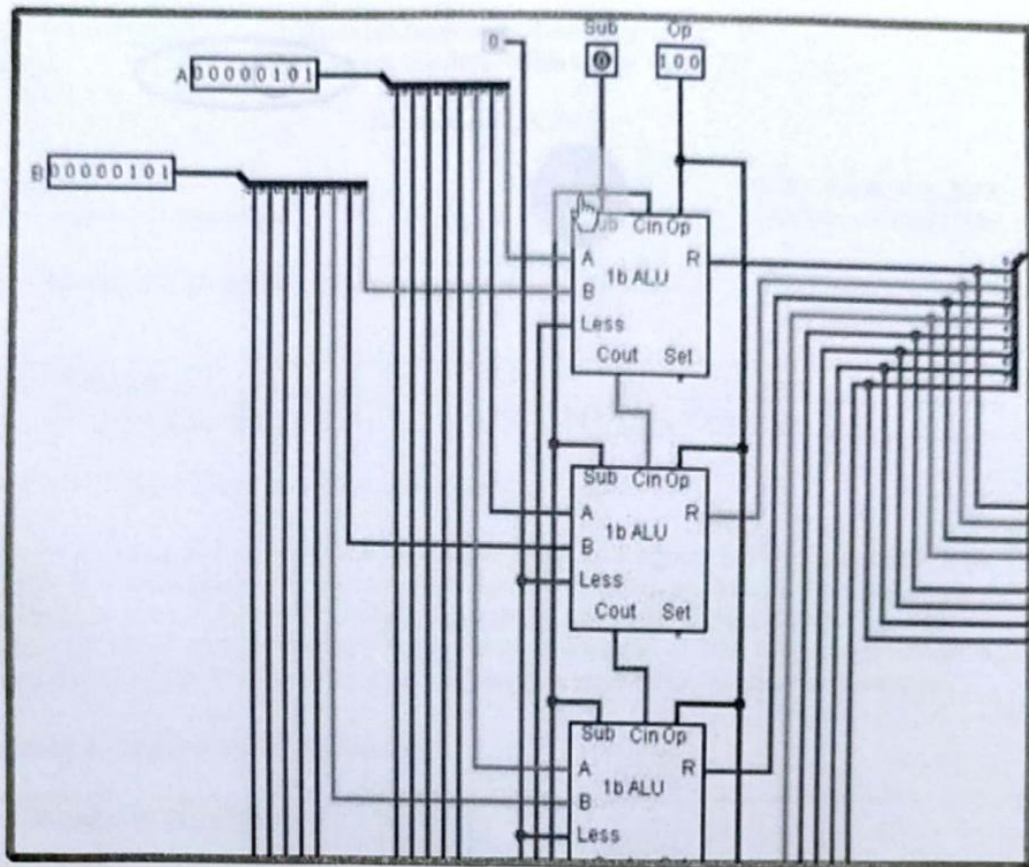 Sub Op
0
0
100
A 00000101
B 00000101
Sub Cin Op
A R
1b ALU
B
Less
Cout Set
Sub Cin Op
A R
1b ALU
B
Less
Cout Set
Sub Cin Op
A R
1b ALU
B
Less